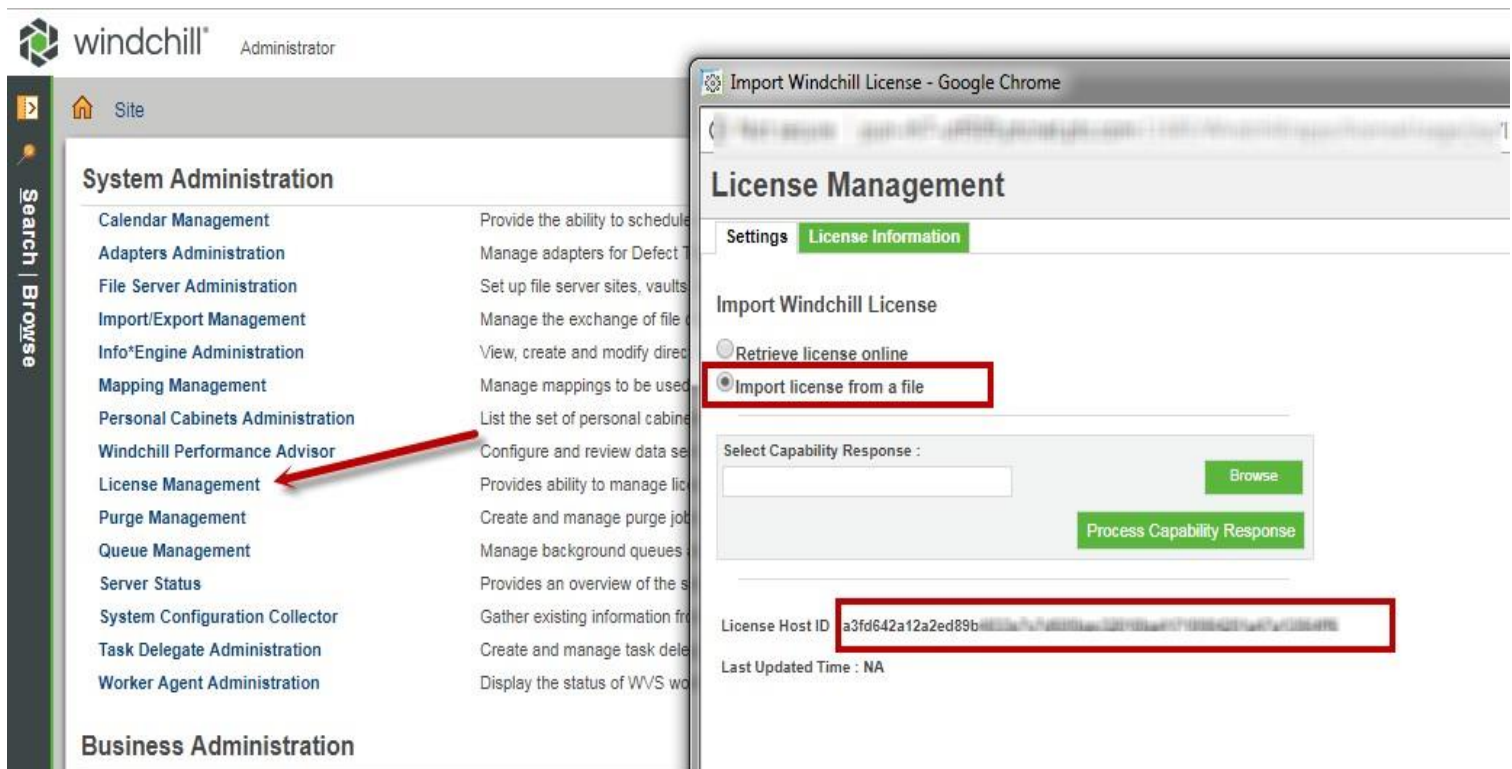 windchill® Administrator
Site
Search | Browse
System Administration
Calendar Management Provide the ability to schedule
Adapters Administration Manage adapters for Defect
File Server Administration Set up file server sites, vaults
Import/Export Management Manage the exchange of file
Info*Engine Administration View, create and modify direc
Mapping Management Manage mappings to be used
Personal Cabinets Administration List the set of personal cabine
Windchill Performance Advisor Configure and review data se
License Management Provides ability to manage lic
Purge Management Create and manage purge job
Queue Management Manage background queues
Server Status Provides an overview of the s
System Configuration Collector Gather existing information fro
Task Delegate Administration Create and manage task dele
Worker Agent Administration Display the status of WVS wo
Business Administration
Import Windchill License - Google Chrome
License Management
Settings License Information
Import Windchill License
Retrieve license online
Import license from a file
Select Capability Response :
Browse
Process Capability Response
License Host ID a3fd642a12a2ed89b
Last Updated Time : NA